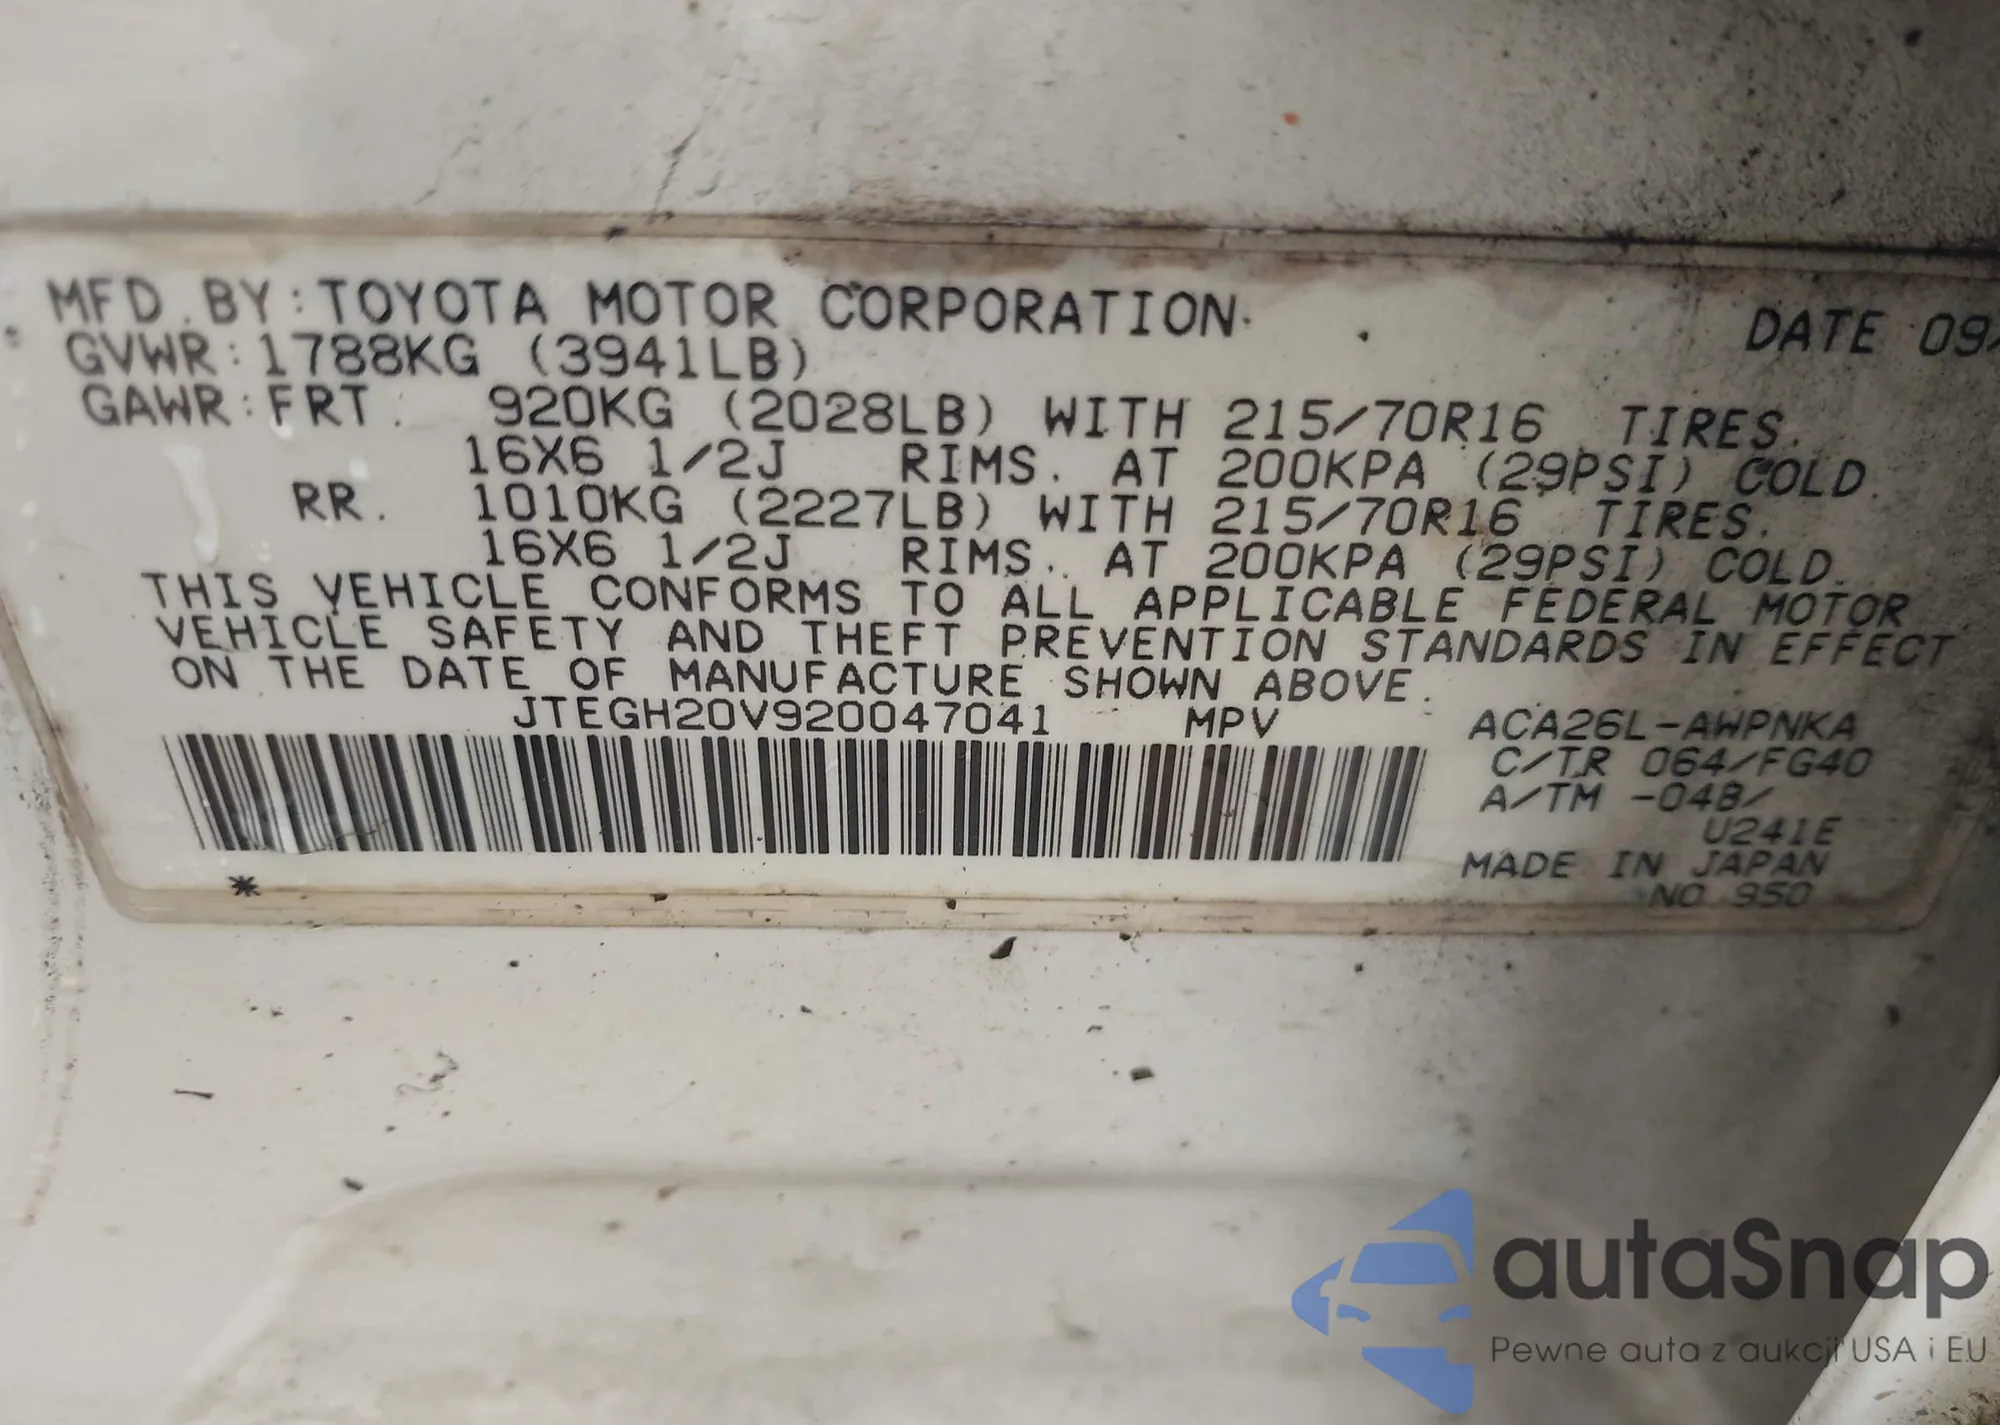 MFD. BY: TOYOTA MOTOR CORPORATION. DATE 09/
GVWR: 1788KG (3941LB)
GAWR: FRT. 920KG (2028LB) WITH 215/70R16 TIRES.
16X6 1/2J RIMS. AT 200KPA (29PSI) COLD.
RR. 1010KG (2227LB) WITH 215/70R16 TIRES.
16X6 1/2J RIMS. AT 200KPA (29PSI) COLD.
THIS VEHICLE CONFORMS TO ALL APPLICABLE FEDERAL MOTOR
VEHICLE SAFETY AND THEFT PREVENTION STANDARDS IN EFFECT
ON THE DATE OF MANUFACTURE SHOWN ABOVE.
JTEGH20V920047041 MPV ACA26L-AWPNKA
C/TR 064/FG40
A/TM -04B/
U241E
MADE IN JAPAN
NO 950
*
autaSnap
Pewne auta z aukcji USA i EU